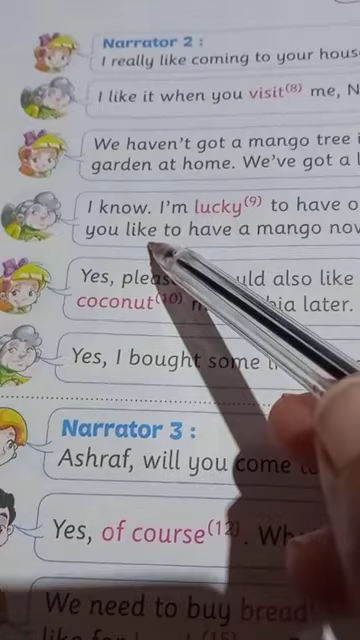 Narrator 2 :
I really like coming to your hous
I like it when you visit(8) me, N
We haven't got a mango tree i
garden at home. We've got a l
I know. I'm lucky(9) to have o
you like to have a mango nov
Yes, pleas uld also like
coconut(10) later.
Yes, I bought some
Narrator 3 :
Ashraf, will you come
Yes, of course(12). Wh
We need to buy bread
like for